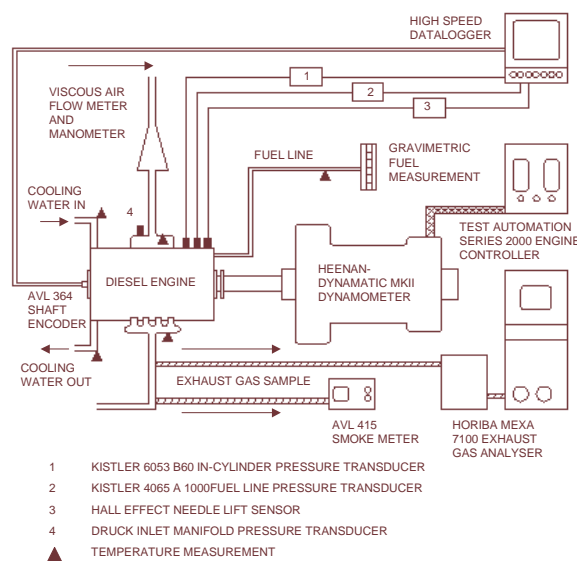 HIGH SPEED
DATALOGGER
1
2
3
VISCOUS AIR
FLOW METER
AND
MANOMETER
FUEL LINE
GRAVIMETRIC
FUEL
MEASUREMENT
COOLING
WATER IN
4
TEST AUTOMATION
SERIES 2000 ENGINE
CONTROLLER
DIESEL ENGINE
HEENAN-
DYNAMATIC MKII
DYNAMOMETER
AVL 364
SHAFT
ENCODER
COOLING
WATER OUT
EXHAUST GAS SAMPLE
AVL 415
SMOKE METER
HORIBA MEXA
7100 EXHAUST
GAS ANALYSER
1 KISTLER 6053 B60 IN-CYLINDER PRESSURE TRANSDUCER
2 KISTLER 4065 A 1000FUEL LINE PRESSURE TRANSDUCER
3 HALL EFFECT NEEDLE LIFT SENSOR
4 DRUCK INLET MANIFOLD PRESSURE TRANSDUCER
TEMPERATURE MEASUREMENT